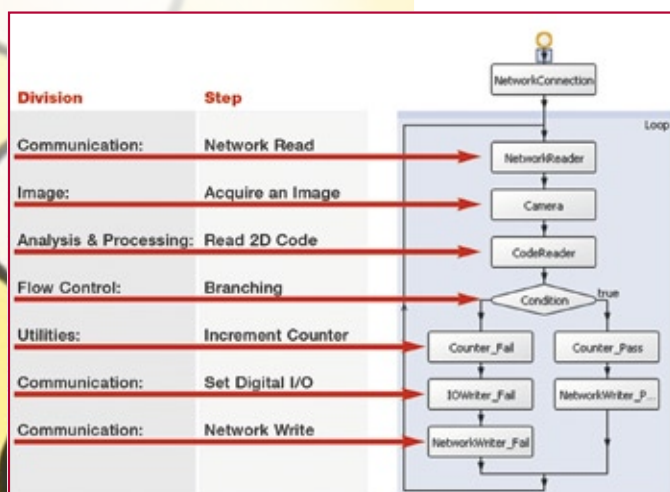 NetworkConnection
Division Step
Loop
Communication: Network Read
NetworkReader
Image: Acquire an Image
Camera
Analysis & Processing: Read 2D Code
CodeReader
Flow Control: Branching
Condition
true
Utilities: Increment Counter
Counter_Fail Counter_Pass
Communication: Set Digital I/O
IOWriter_Fail NetworkWriter_P...
Communication: Network Write
NetworkWriter_Fail